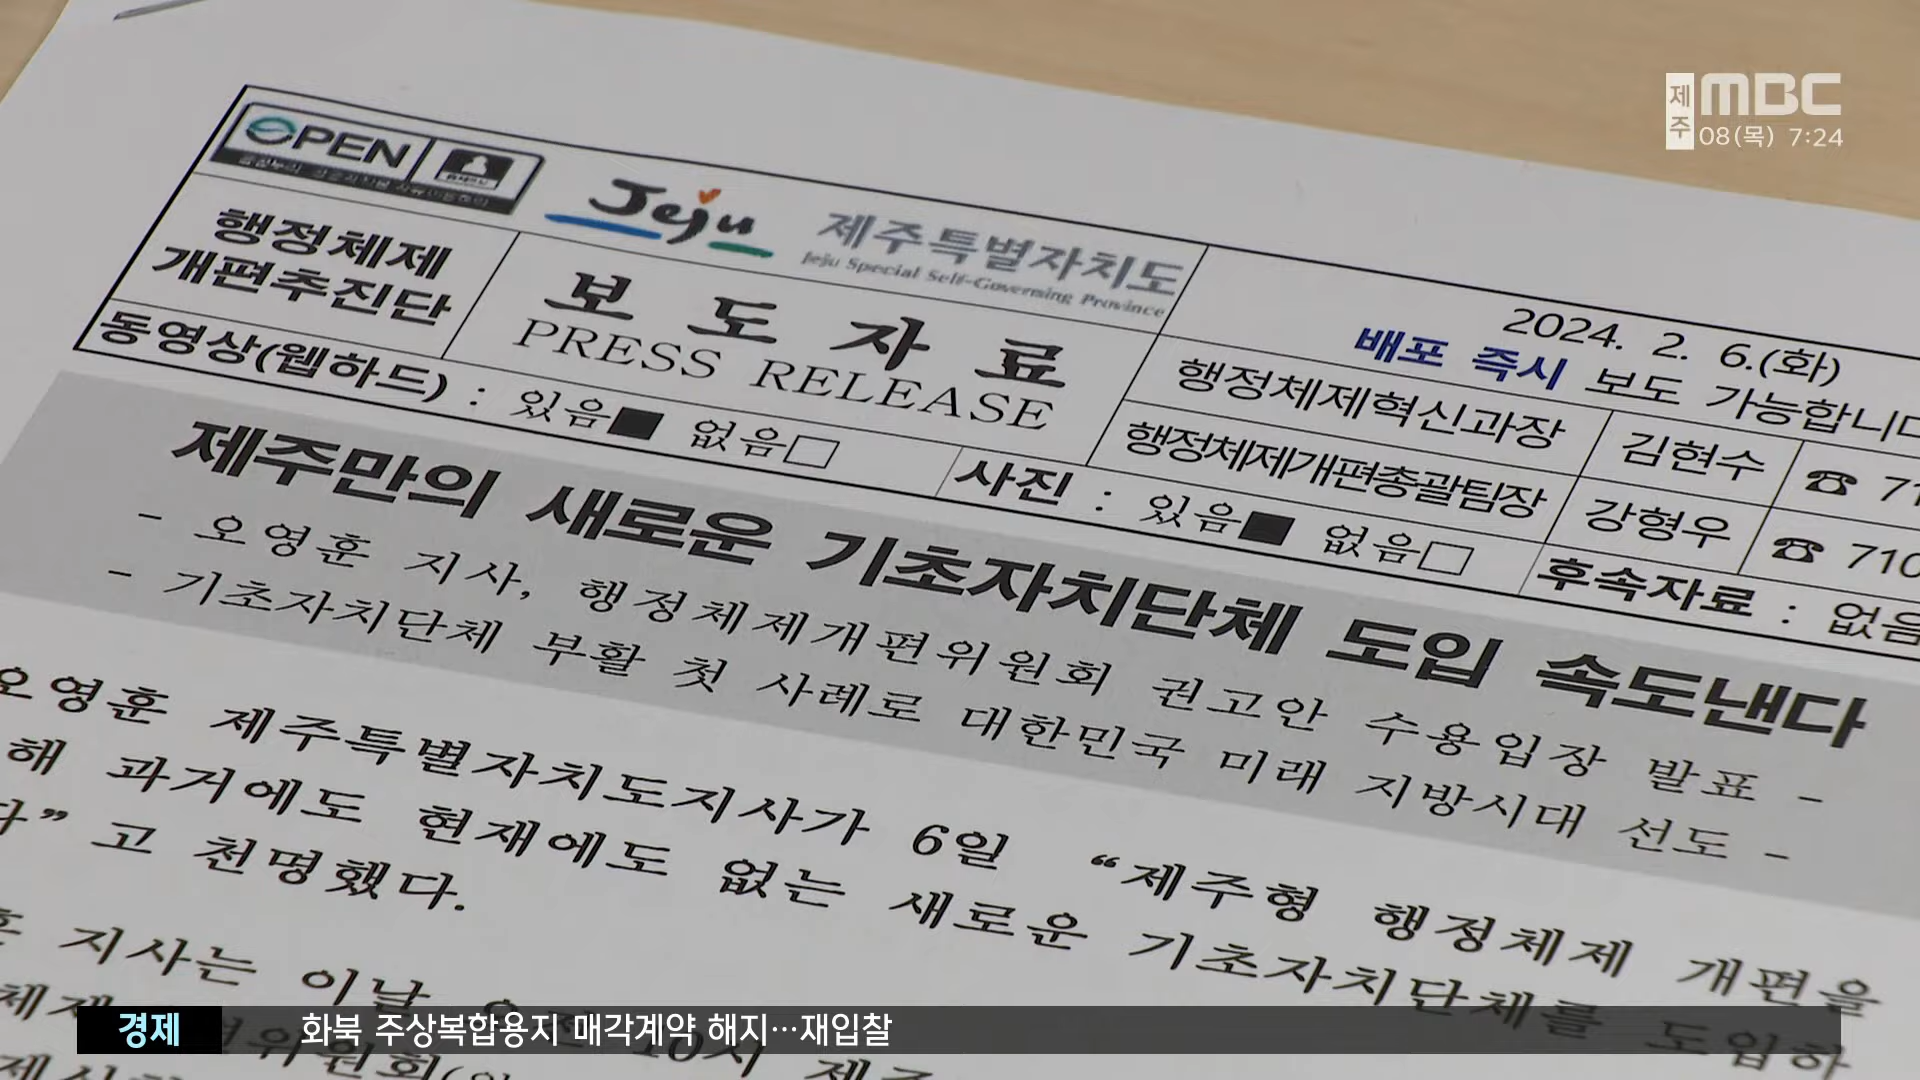 제주 MBC
08(목) 7:24
OPEN
Jeju 제주특별자치도
Jeju Special Self-Governing Province
행정체제
개편추진단
보 도 자 료
PRESS RELEASE
2024. 2. 6.(화)
배포 즉시 보도 가능합니다
행정체제혁신과장 김현수 ☎ 71
행정체제개편총괄팀장 강형우 ☎ 710
동영상(웹하드) : 있음■ 없음□ 사진 : 있음■ 없음□ 후속자료 : 없음
제주만의 새로운 기초자치단체 도입 속도낸다
- 오영훈 지사, 행정체제개편위원회 권고안 수용입장 발표 -
- 기초자치단체 부활 첫 사례로 대한민국 미래 지방시대 선도 -
오영훈 제주특별자치도지사가 6일 “제주형 행정체제 개편을
해 과거에도 현재에도 없는 새로운 기초자치단체를 도입하
다” 고 천명했다.
훈 지사는 이날 오전 10시 제주
경제 화북 주상복합용지 매각계약 해지…재입찰